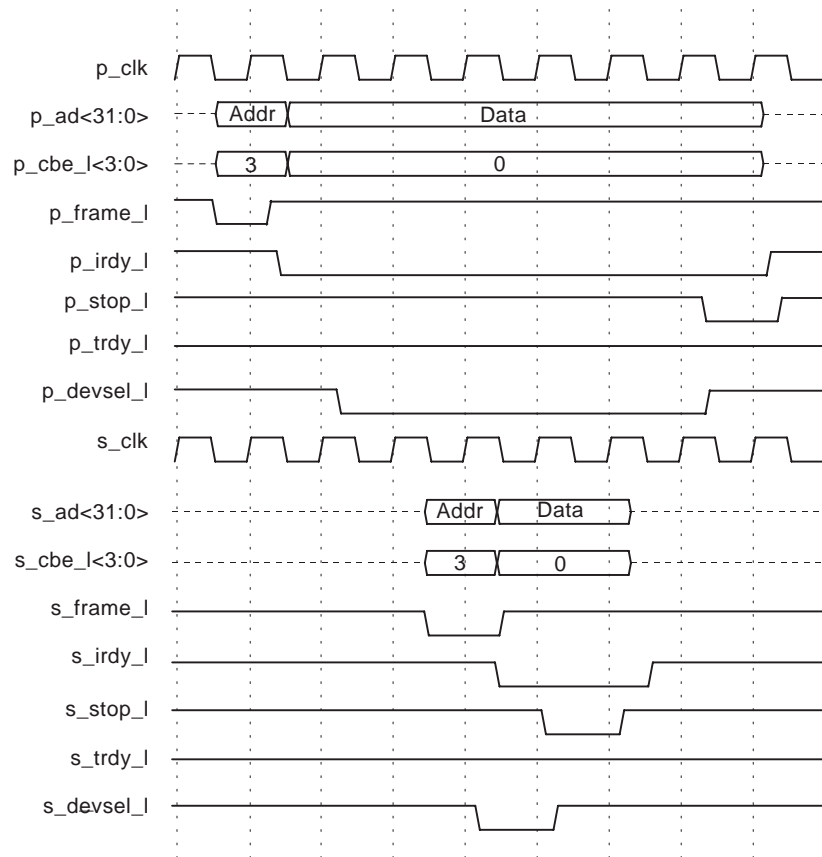 p_clk
p_ad<31:0> Addr Data
p_cbe_l<3:0> 3 0
p_frame_l
p_irdy_l
p_stop_l
p_trdy_l
p_devsel_l
s_clk
s_ad<31:0> Addr Data
s_cbe_l<3:0> 3 0
s_frame_l
s_irdy_l
s_stop_l
s_trdy_l
s_devsel_l